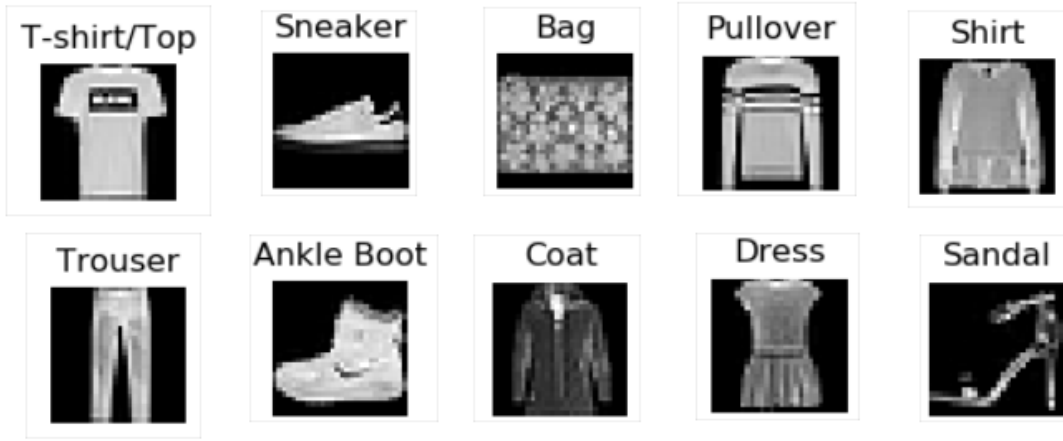 T-shirt/Top
Sneaker
Bag
Pullover
Shirt
Trouser
Ankle Boot
Coat
Dress
Sandal